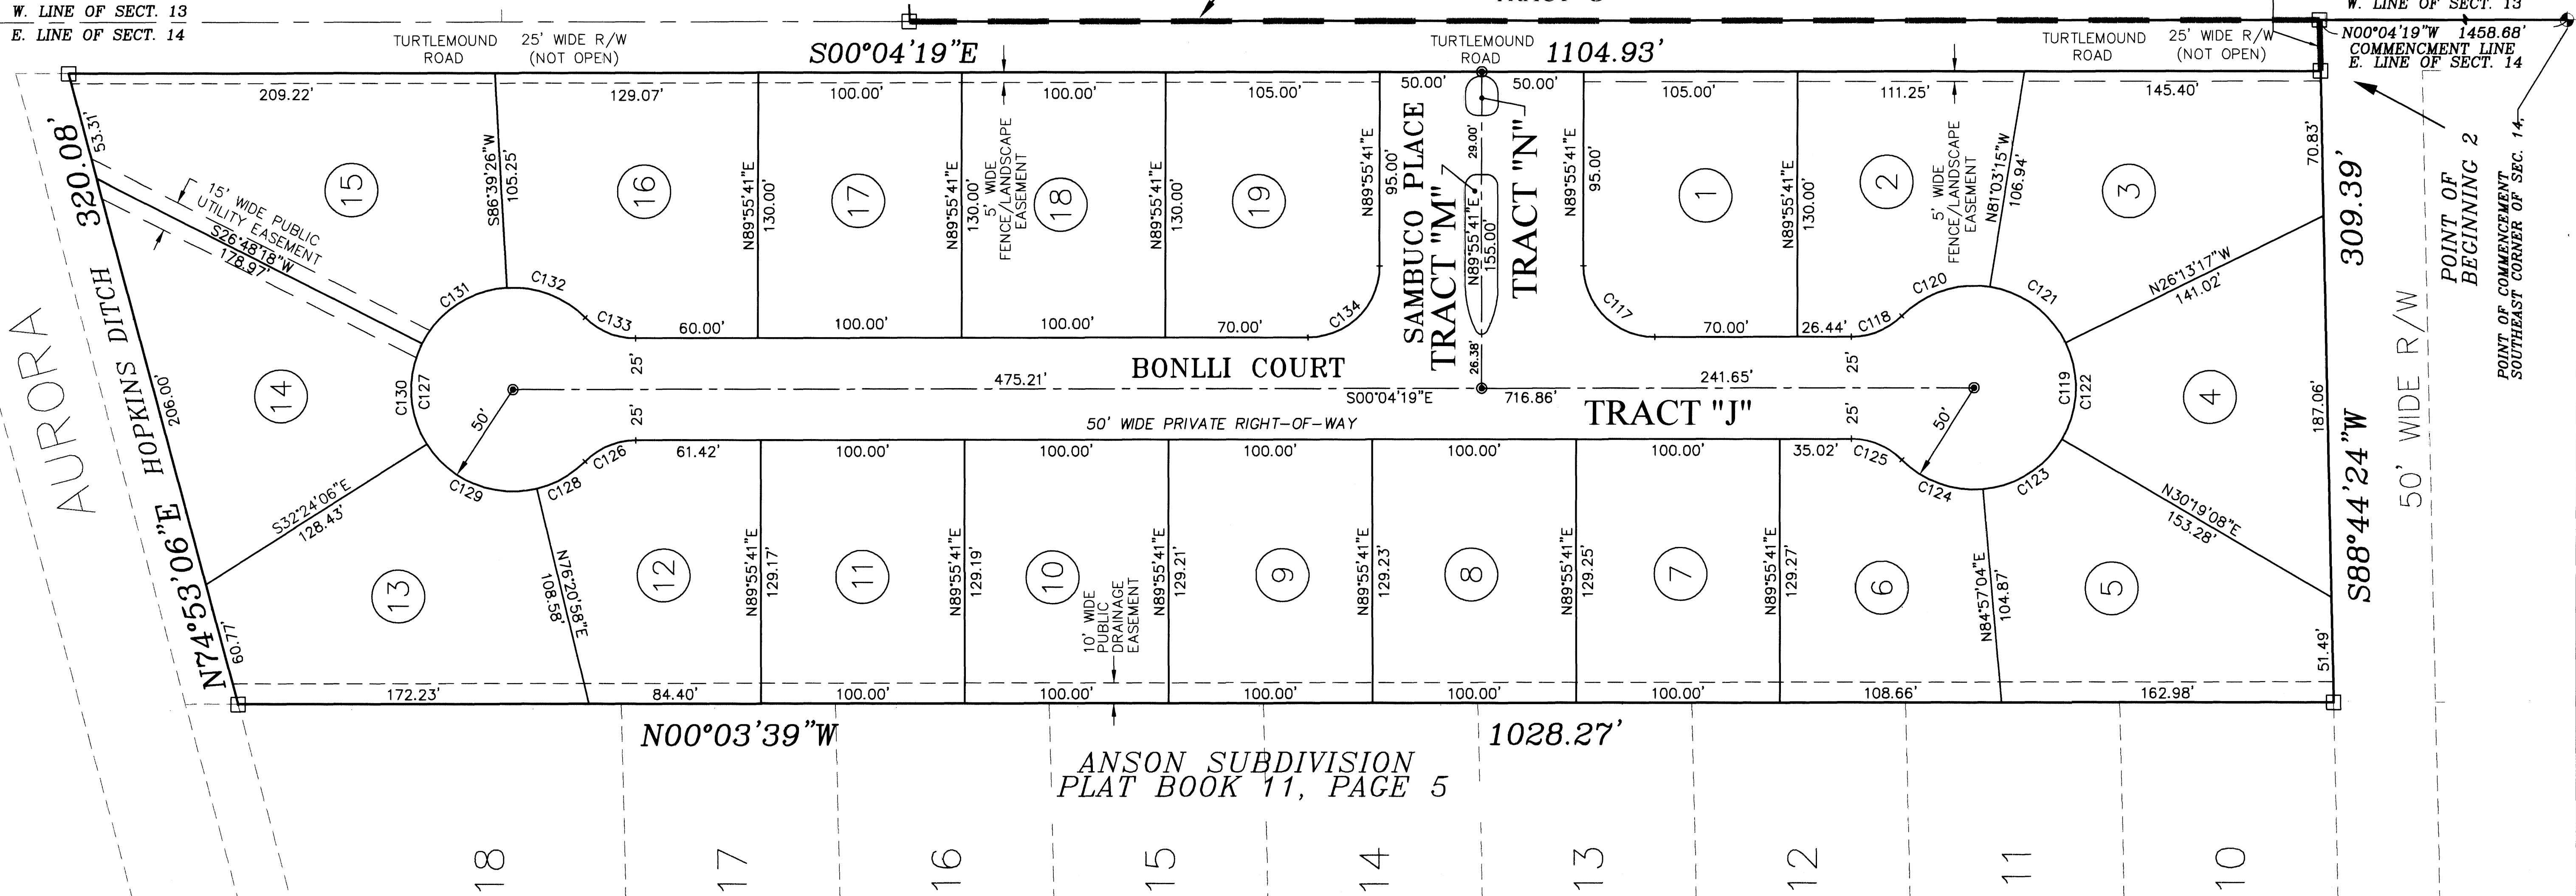 W. LINE OF SECT. 13
E. LINE OF SECT. 14
W. LINE OF SECT. 13
N00°04'19"W 1458.68'
COMMENCMENT LINE
E. LINE OF SECT. 14
TURTLEMOUND
ROAD
25' WIDE R/W
(NOT OPEN)
S00°04'19"E
TURTLEMOUND
ROAD
1104.93'
TURTLEMOUND
ROAD
25' WIDE R/W
(NOT OPEN)
209.22'
129.07'
100.00'
100.00'
105.00'
50.00'
50.00'
105.00'
111.25'
145.40'
320.08'
53.31'
15' WIDE PUBLIC
UTILITY EASEMENT
S26°48'18"W
178.97'
15
S86°39'26"W
105.25'
16
N89°55'41"E
130.00'
17
N89°55'41"E
130.00'
5' WIDE
FENCE/LANDSCAPE
EASEMENT
18
N89°55'41"E
130.00'
19
N89°55'41"E
95.00'
SAMBUCO PLACE
TRACT "M"
29.00'
N89°55'41"E
155.00'
26.38'
TRACT "N"
N89°55'41"E
95.00'
1
N89°55'41"E
130.00'
2
5' WIDE
FENCE/LANDSCAPE
EASEMENT
N81°03'15"W
106.94'
3
70.83'
309.39'
POINT OF
BEGINNING 2
POINT OF COMMENCEMENT
SOUTHEAST CORNER OF SEC. 14,
C131
C132
C133
60.00'
100.00'
100.00'
70.00'
C134
C117
70.00'
26.44'
C118
C120
C121
N26°13'17"W
141.02'
AURORA
HOPKINS DITCH
206.00'
14
C130
C127
50'
25'
25'
475.21'
BONLLI COURT
S00°04'19"E
716.86'
241.65'
TRACT "J"
50' WIDE PRIVATE RIGHT-OF-WAY
25'
25'
50'
C119
C122
4
187.06'
S88°44'24"W
50' WIDE R/W
N74°53'06"E
60.77'
S32°24'06"E
128.43'
C129
C128
C126
61.42'
100.00'
100.00'
100.00'
100.00'
100.00'
35.02'
C125
C124
C123
N30°19'08"E
153.28'
13
N76°20'58"E
108.58'
12
N89°55'41"E
129.17'
11
N89°55'41"E
129.19'
10
10' WIDE
PUBLIC
DRAINAGE
EASEMENT
N89°55'41"E
129.21'
9
N89°55'41"E
129.23'
8
N89°55'41"E
129.25'
7
N89°55'41"E
129.27'
6
N84°57'04"E
104.87'
5
51.49'
172.23'
84.40'
100.00'
100.00'
100.00'
100.00'
100.00'
108.66'
162.98'
N00°03'39"W
1028.27'
ANSON SUBDIVISION
PLAT BOOK 11, PAGE 5
18
17
16
15
14
13
12
11
10